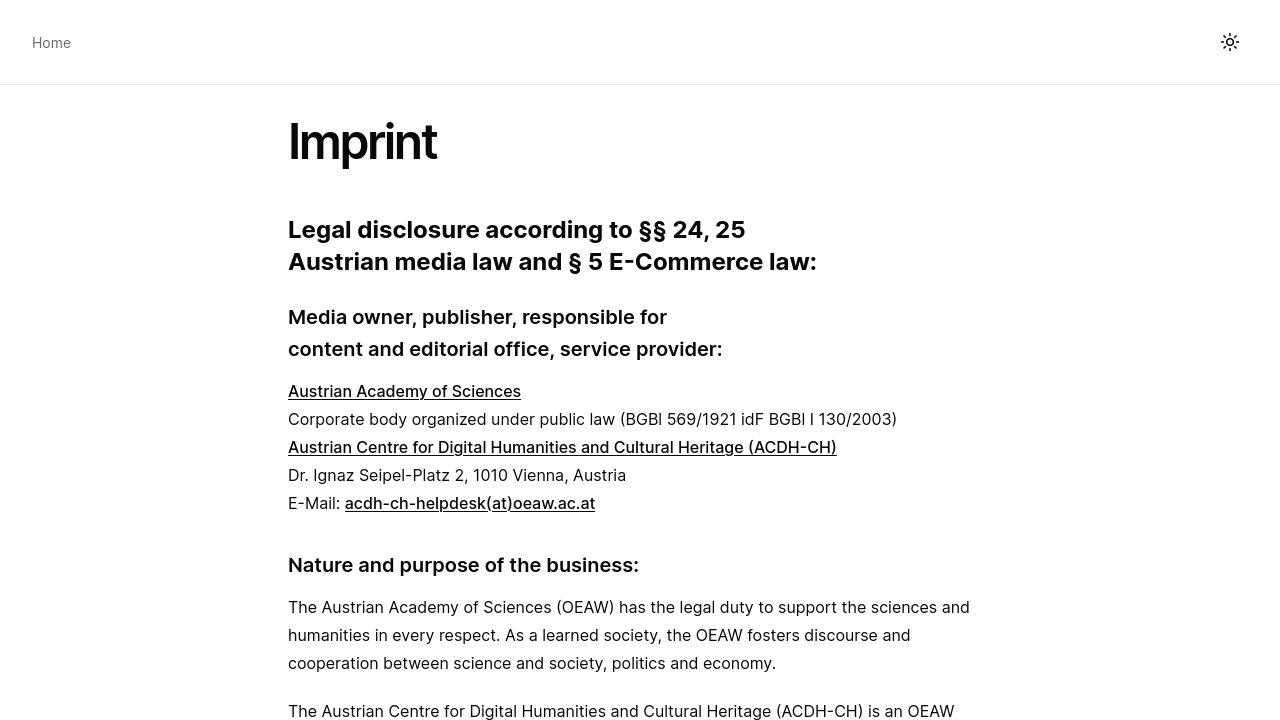 Home
Imprint
Legal disclosure according to §§ 24, 25
Austrian media law and § 5 E-Commerce law:
Media owner, publisher, responsible for
content and editorial office, service provider:
Austrian Academy of Sciences
Corporate body organized under public law (BGBl 569/1921 idF BGBl I 130/2003)
Austrian Centre for Digital Humanities and Cultural Heritage (ACDH-CH)
Dr. Ignaz Seipel-Platz 2, 1010 Vienna, Austria
E-Mail: acdh-ch-helpdesk(at)oeaw.ac.at
Nature and purpose of the business:
The Austrian Academy of Sciences (OEAW) has the legal duty to support the sciences and
humanities in every respect. As a learned society, the OEAW fosters discourse and
cooperation between science and society, politics and economy.
The Austrian Centre for Digital Humanities and Cultural Heritage (ACDH-CH) is an OEAW